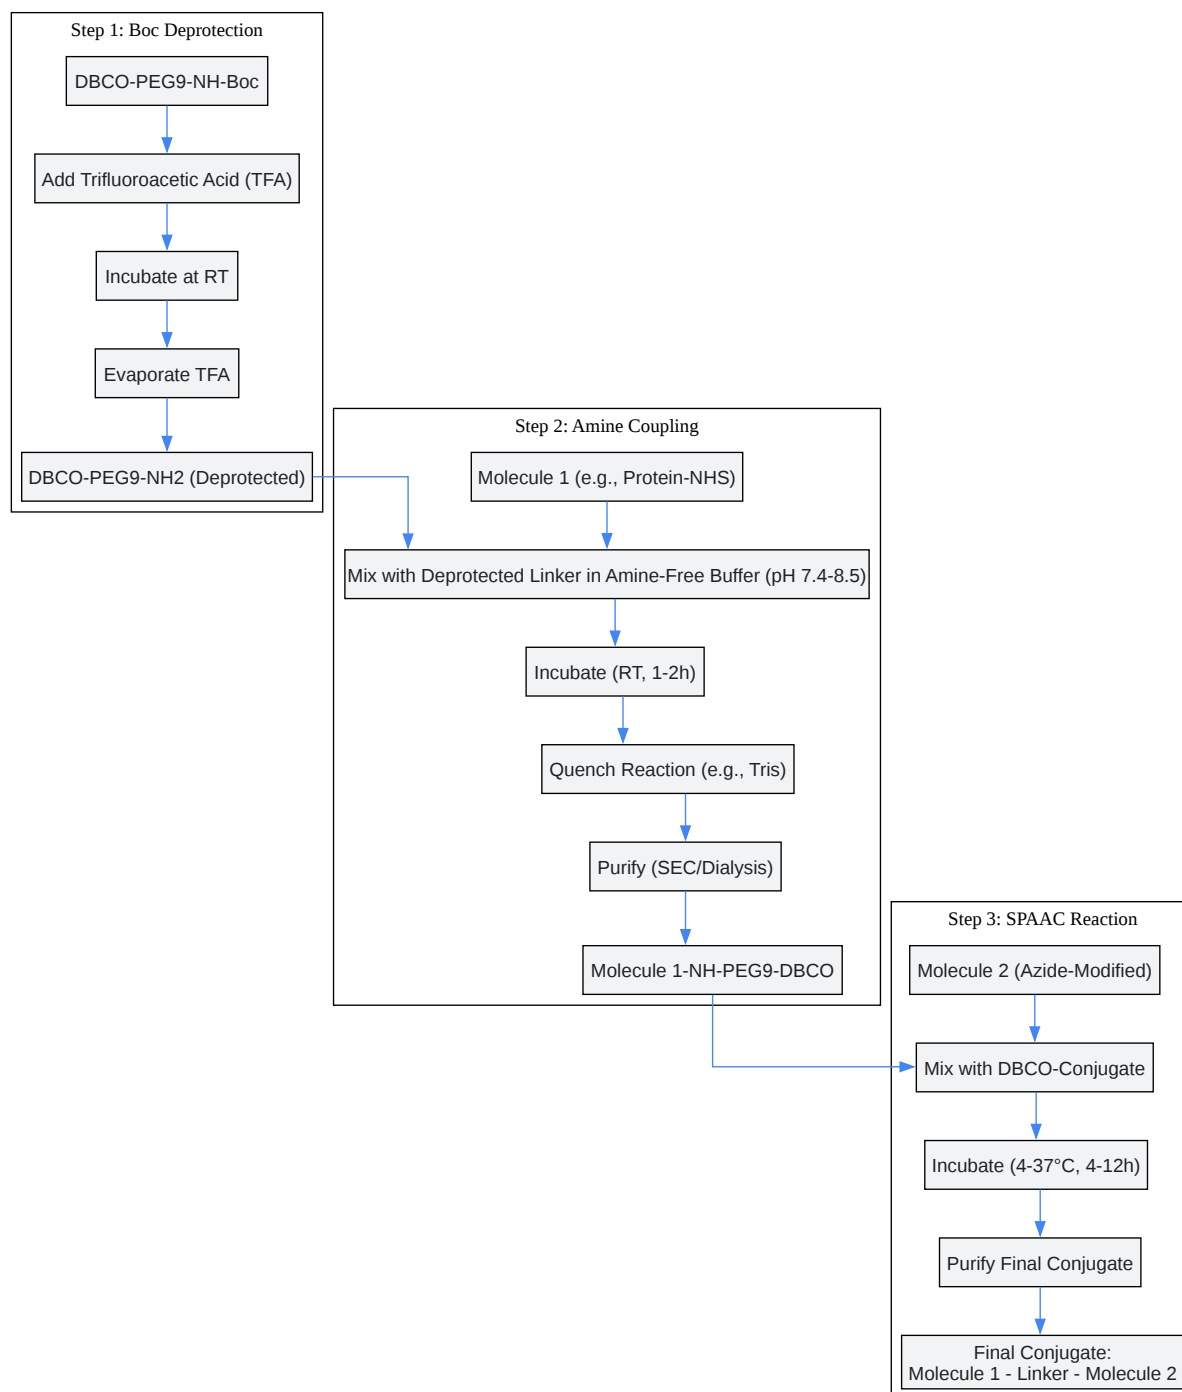 Step 1: Boc Deprotection
DBCO-PEG9-NH-Boc
Add Trifluoroacetic Acid (TFA)
Incubate at RT
Evaporate TFA
DBCO-PEG9-NH2 (Deprotected)
Step 2: Amine Coupling
Molecule 1 (e.g., Protein-NHS)
Mix with Deprotected Linker in Amine-Free Buffer (pH 7.4-8.5)
Incubate (RT, 1-2h)
Quench Reaction (e.g., Tris)
Purify (SEC/Dialysis)
Molecule 1-NH-PEG9-DBCO
Step 3: SPAAC Reaction
Molecule 2 (Azide-Modified)
Mix with DBCO-Conjugate
Incubate (4-37°C, 4-12h)
Purify Final Conjugate
Final Conjugate:
Molecule 1 - Linker - Molecule 2